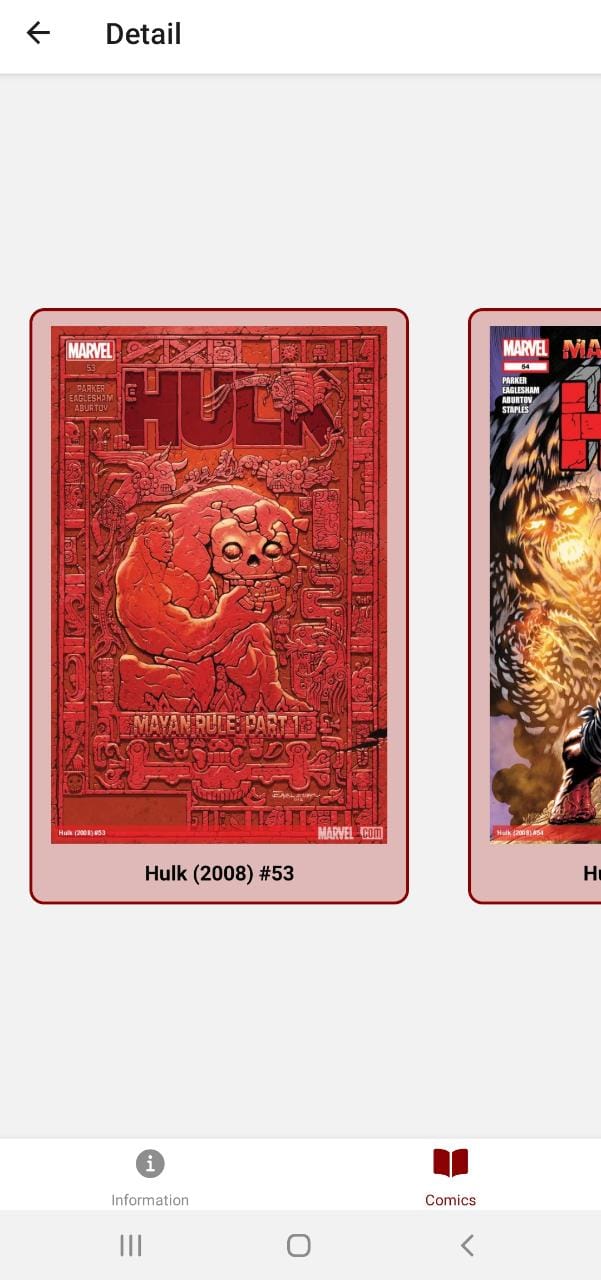 Detail
MARVEL
53
PARKER
EAGLESHAM
ABURTOV
HULK
MAYAN RULE: PART 1
Hulk (2008) #53
MARVEL.COM
Hulk (2008) #53
MARVEL
54
PARKER
EAGLESHAM
ABURTOV
STAPLES
MA
H
Hulk (2008) #54
Hu
Information
Comics